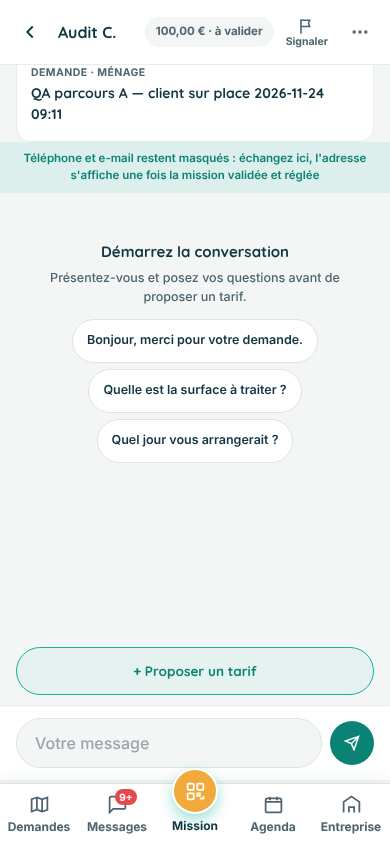 Audit C.
100,00 € · à valider
Signaler
DEMANDE · MÉNAGE
QA parcours A — client sur place 2026-11-24
09:11
Téléphone et e-mail restent masqués : échangez ici, l'adresse
s'affiche une fois la mission validée et réglée
Démarrez la conversation
Présentez-vous et posez vos questions avant de
proposer un tarif.
Bonjour, merci pour votre demande.
Quelle est la surface à traiter ?
Quel jour vous arrangerait ?
+ Proposer un tarif
Votre message
9+
Demandes
Messages
Mission
Agenda
Entreprise